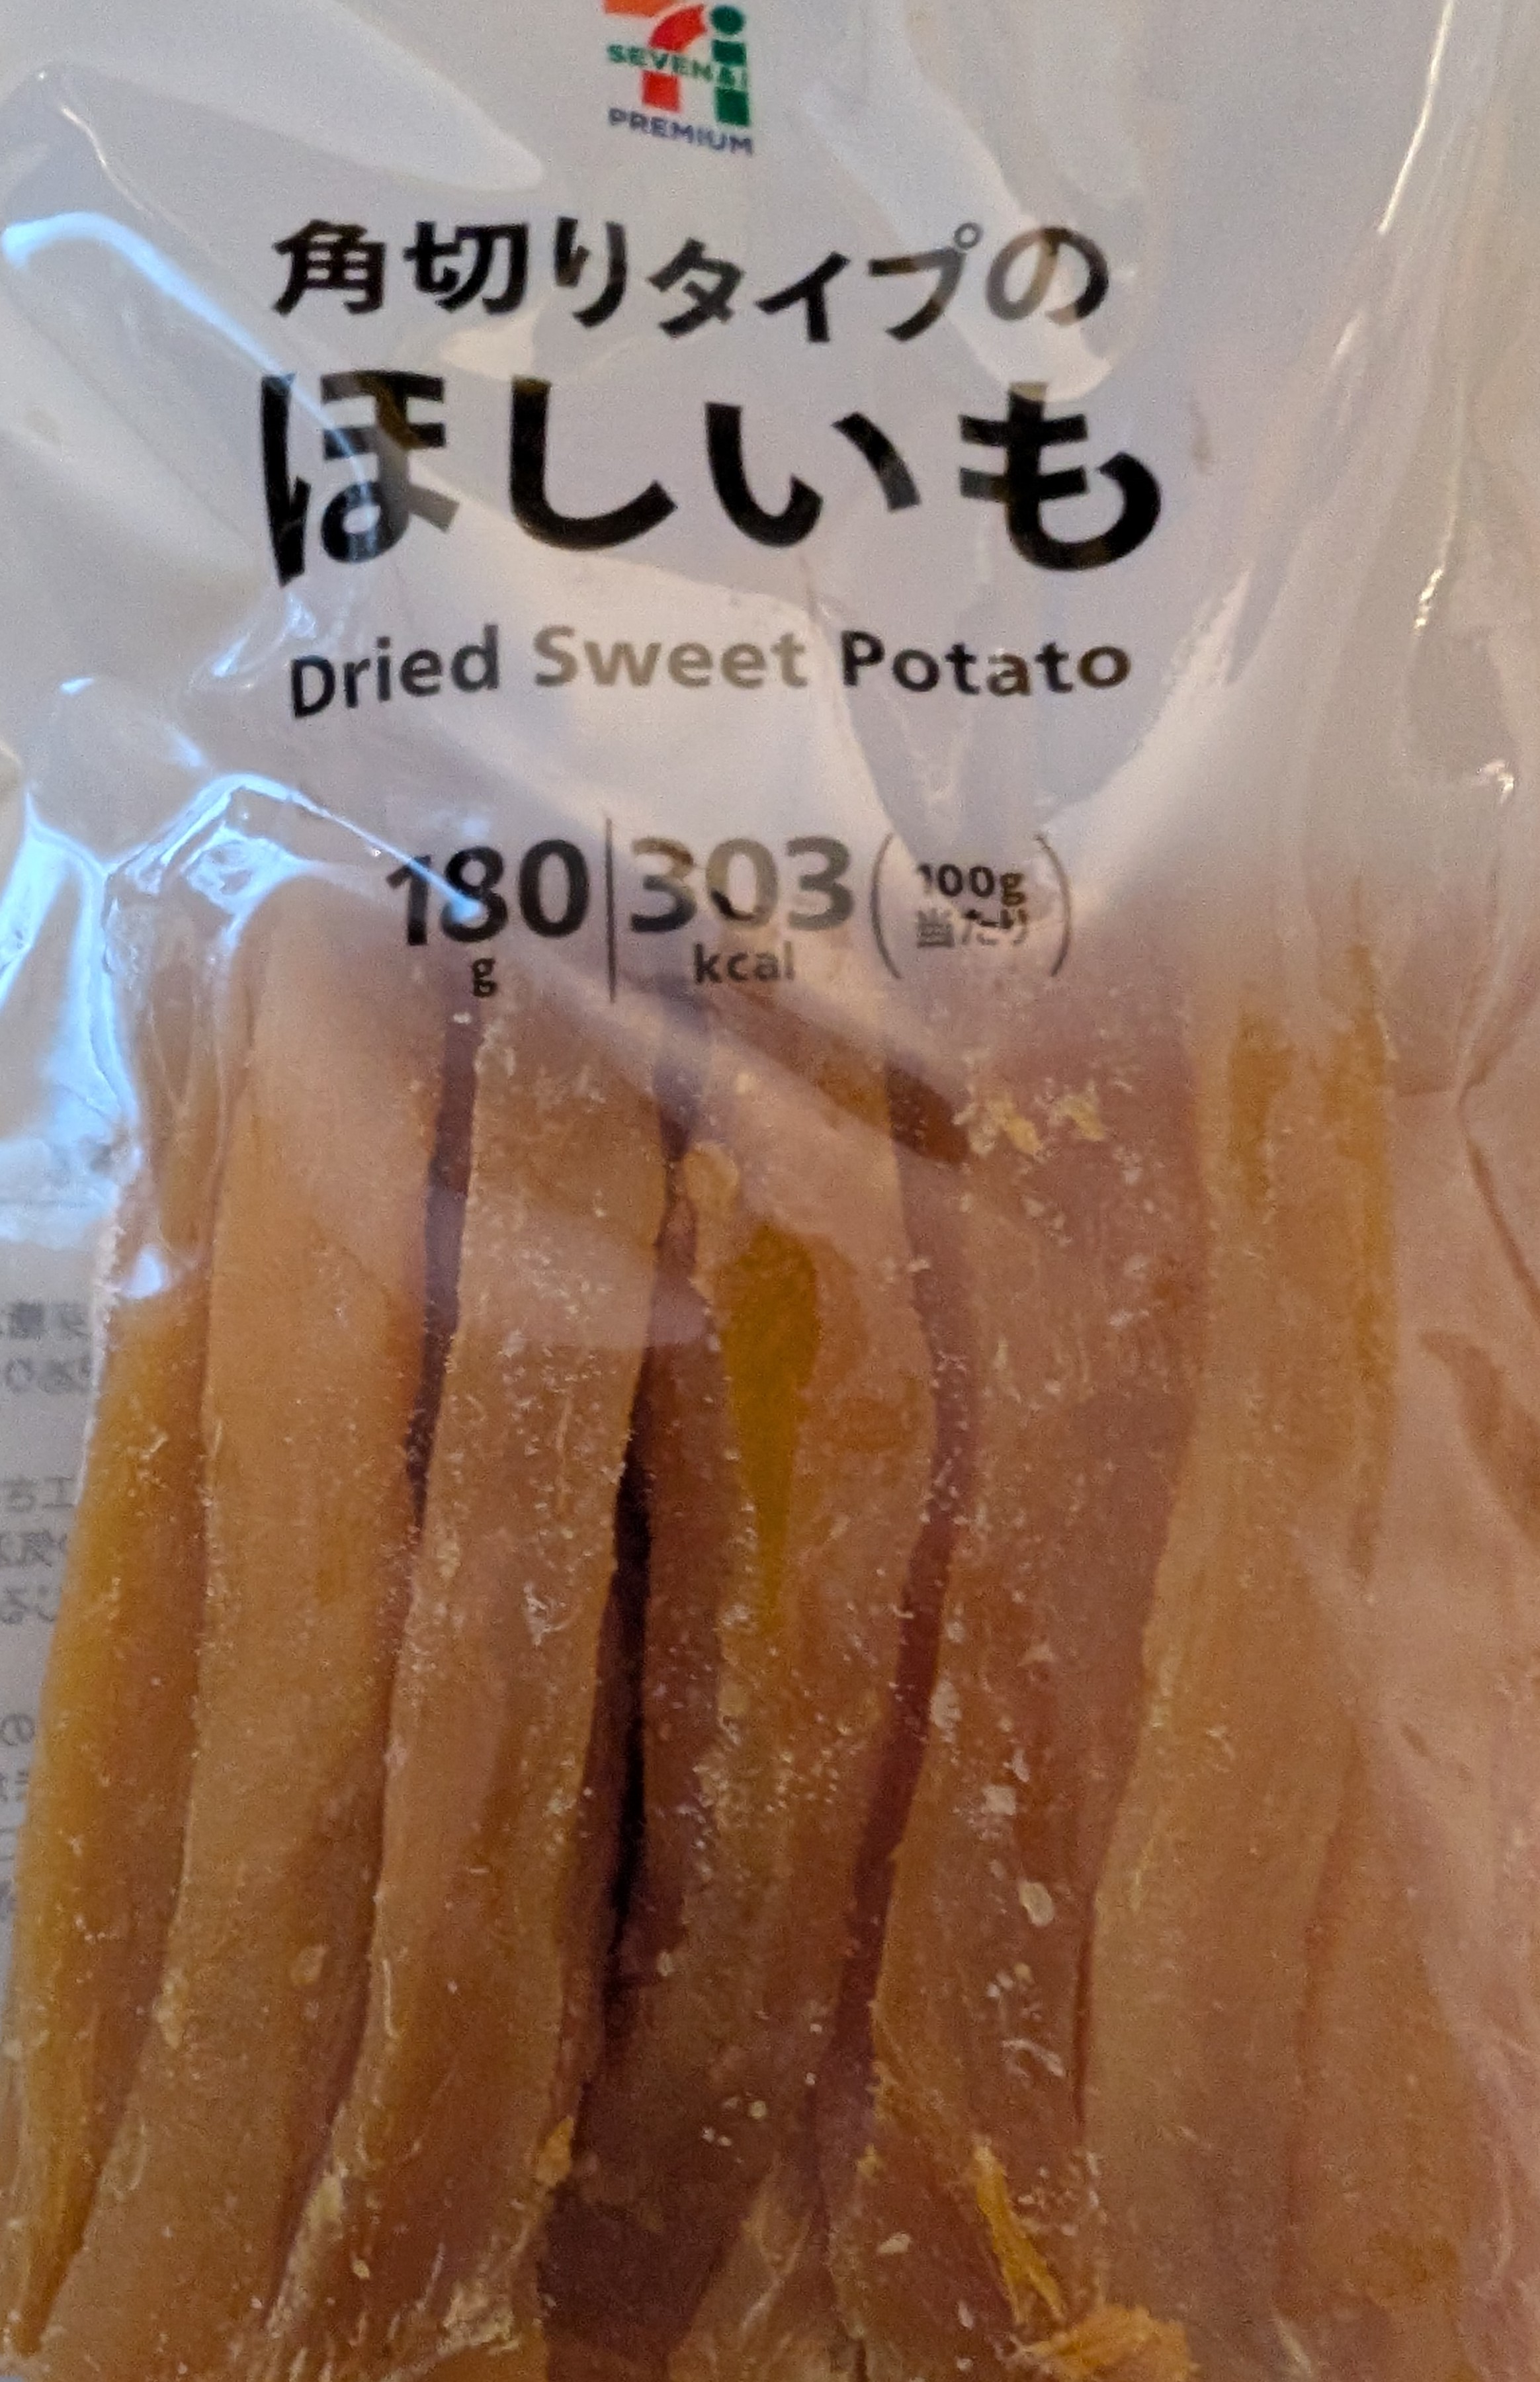 SEVEN&i
PREMIUM
角切りタイプの
ほしいも
Dried Sweet Potato
180 303 100g
当たり
g kcal